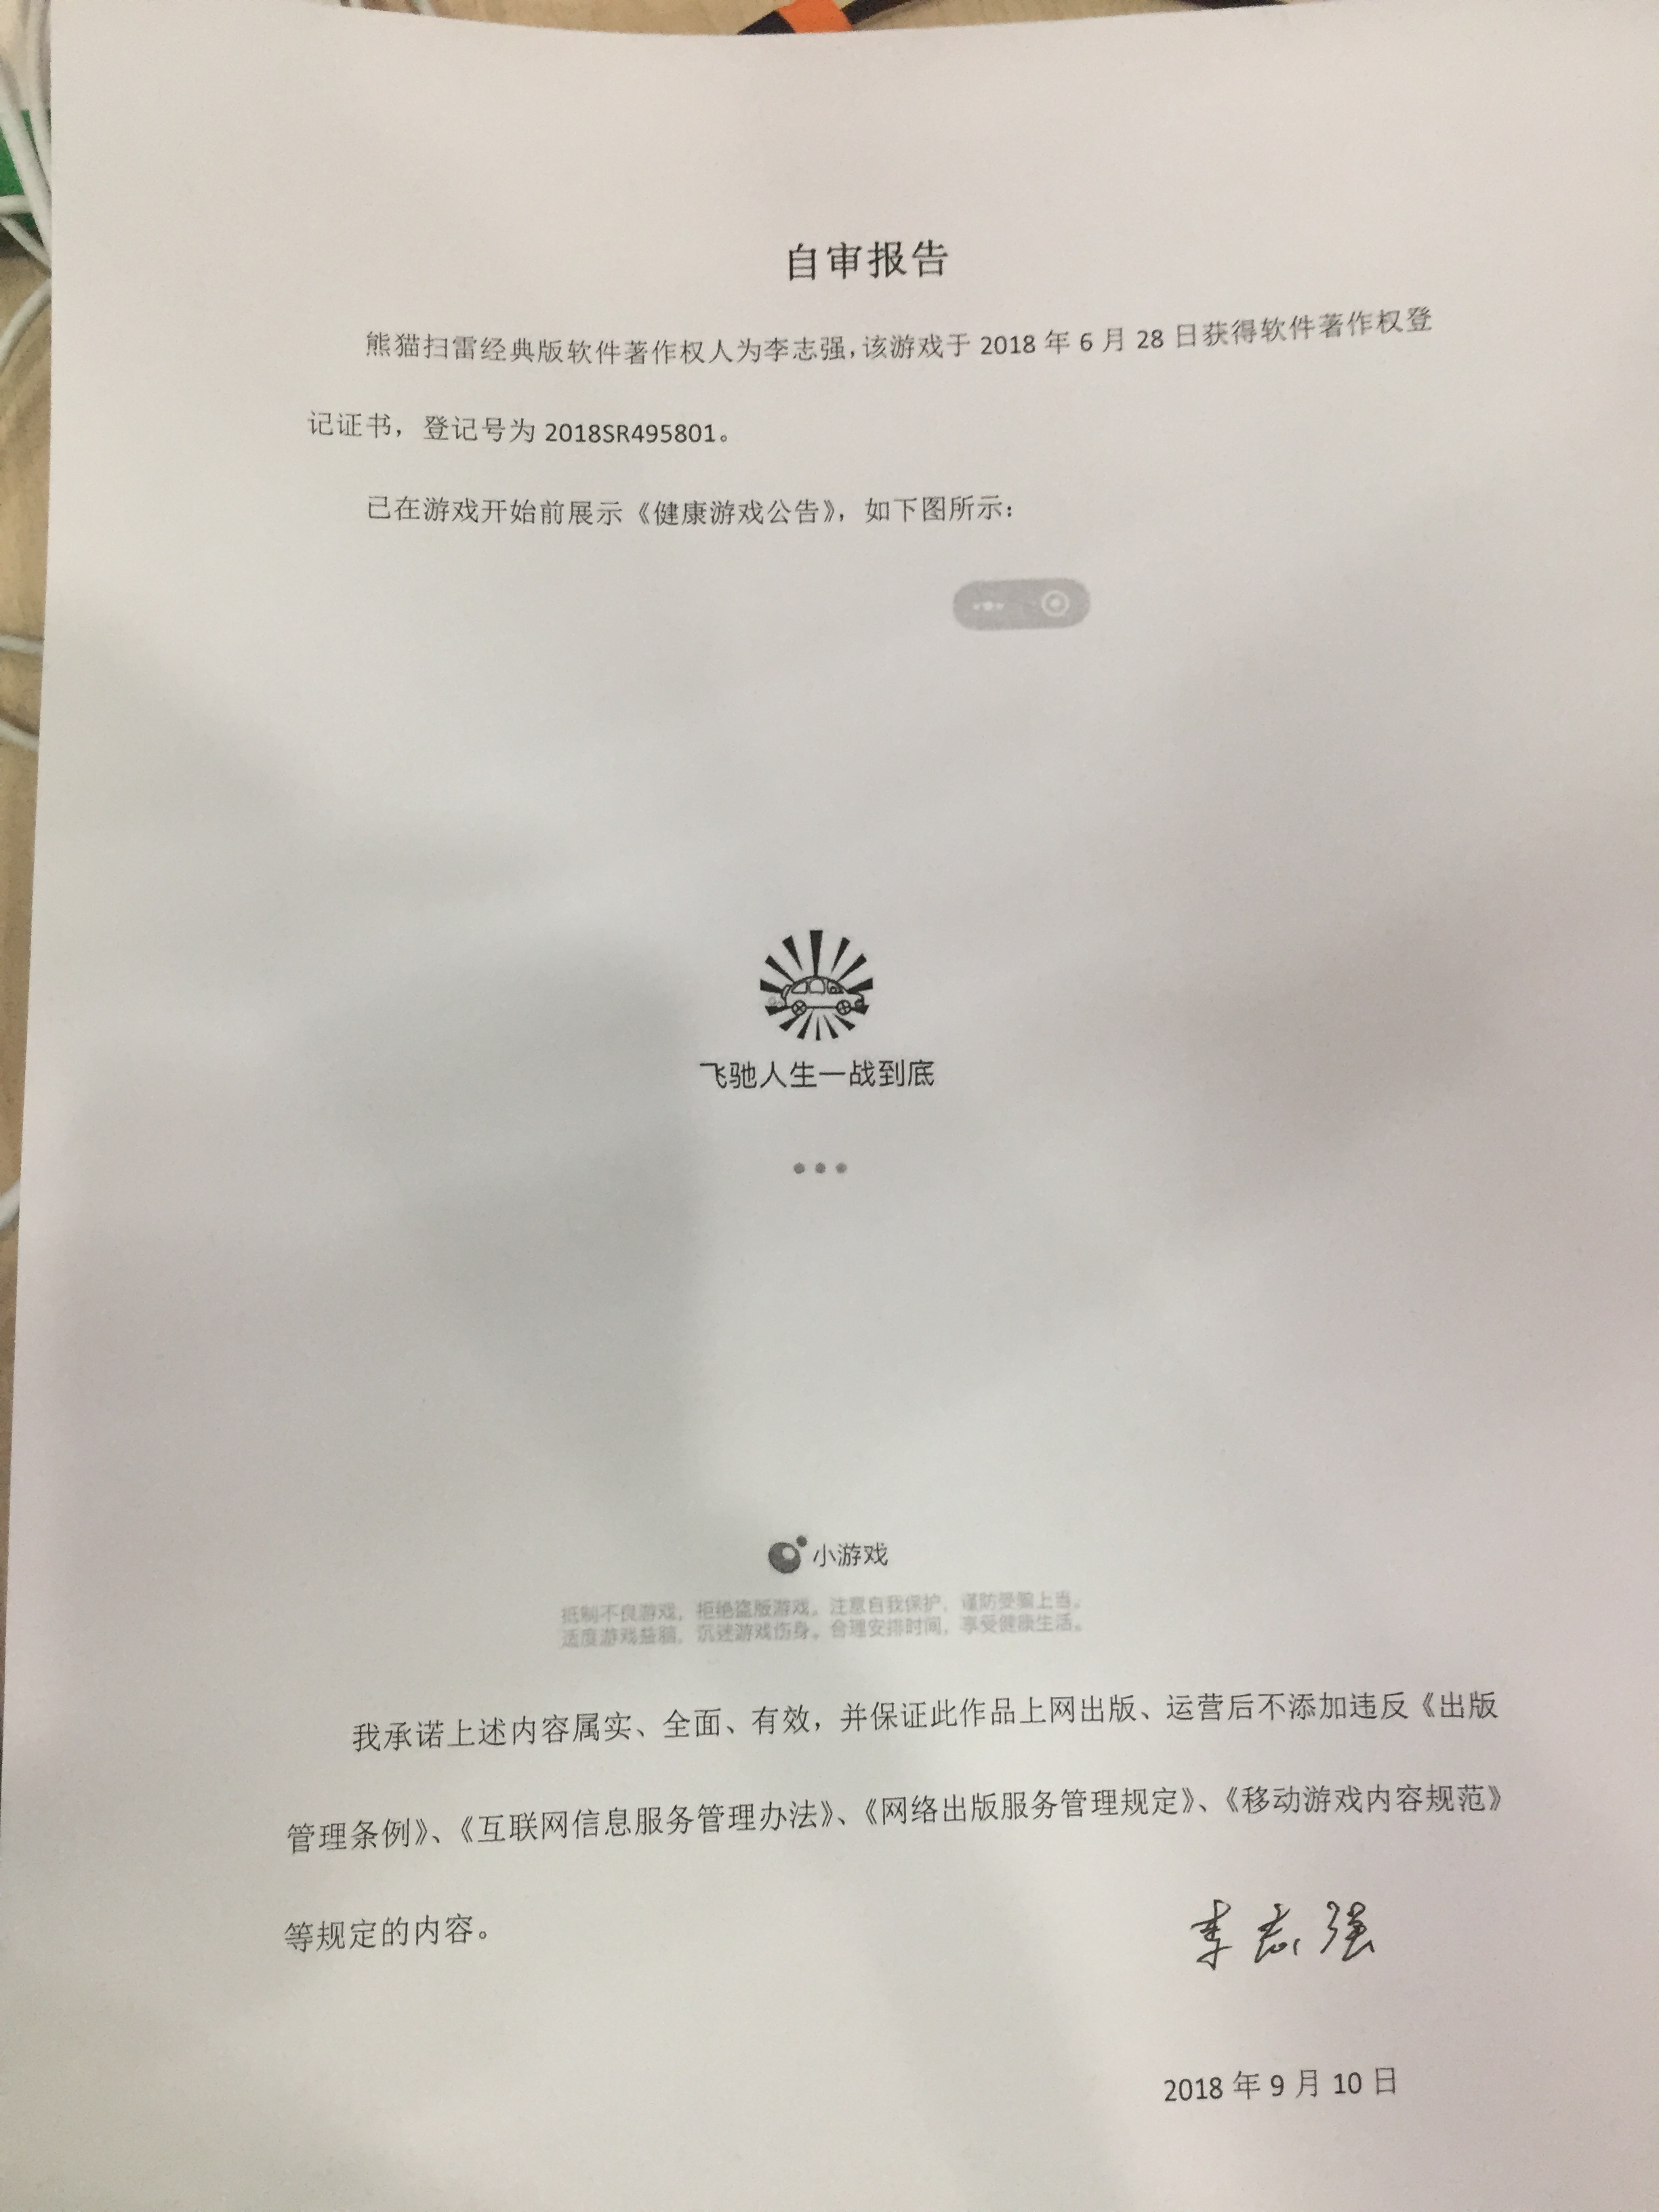 自审报告
熊猫扫雷经典版软件著作权人为李志强，该游戏于 2018 年 6 月 28 日获得软件著作权登
记证书，登记号为 2018SR495801。
已在游戏开始前展示《健康游戏公告》，如下图所示：
飞驰人生一战到底
小游戏
抵制不良游戏，拒绝盗版游戏。注意自我保护，谨防受骗上当。
适度游戏益脑，沉迷游戏伤身。合理安排时间，享受健康生活。
我承诺上述内容属实、全面、有效，并保证此作品上网出版、运营后不添加违反《出版
管理条例》、《互联网信息服务管理办法》、《网络出版服务管理规定》、《移动游戏内容规范》
等规定的内容。
李志强
2018 年 9 月 10 日